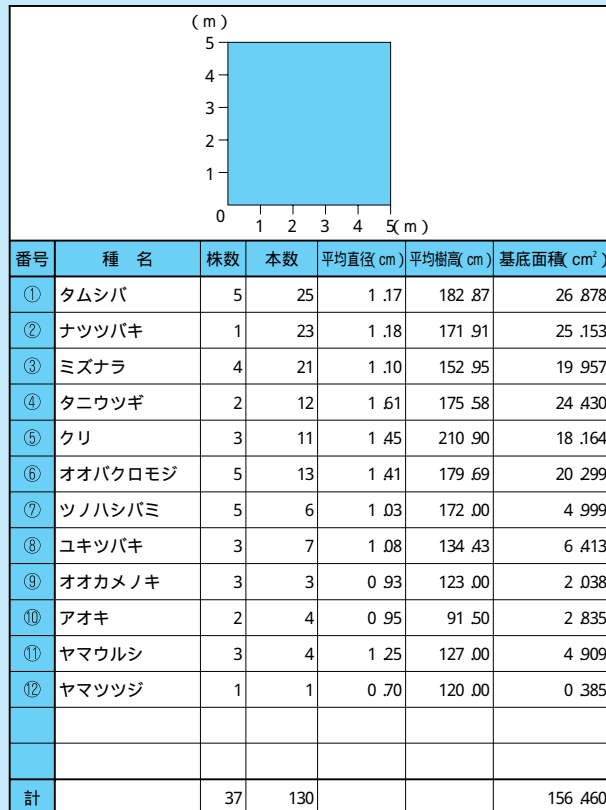 (m)
5
4
3
2
1
0
1 2 3 4 5(m)
番号 種 名 株数 本数 平均直径(cm) 平均樹高(cm) 基底面積(cm²)
① タムシバ 5 25 1.17 182.87 26.878
② ナツツバキ 1 23 1.18 171.91 25.153
③ ミズナラ 4 21 1.10 152.95 19.957
④ タニウツギ 2 12 1.61 175.58 24.430
⑤ クリ 3 11 1.45 210.90 18.164
⑥ オオバクロモジ 5 13 1.41 179.69 20.299
⑦ ツノハシバミ 5 6 1.03 172.00 4.999
⑧ ユキツバキ 3 7 1.08 134.43 6.413
⑨ オオカメノキ 3 3 0.93 123.00 2.038
⑩ アオキ 2 4 0.95 91.50 2.835
⑪ ヤマウルシ 3 4 1.25 127.00 4.909
⑫ ヤマツツジ 1 1 0.70 120.00 0.385
計 37 130 156.460